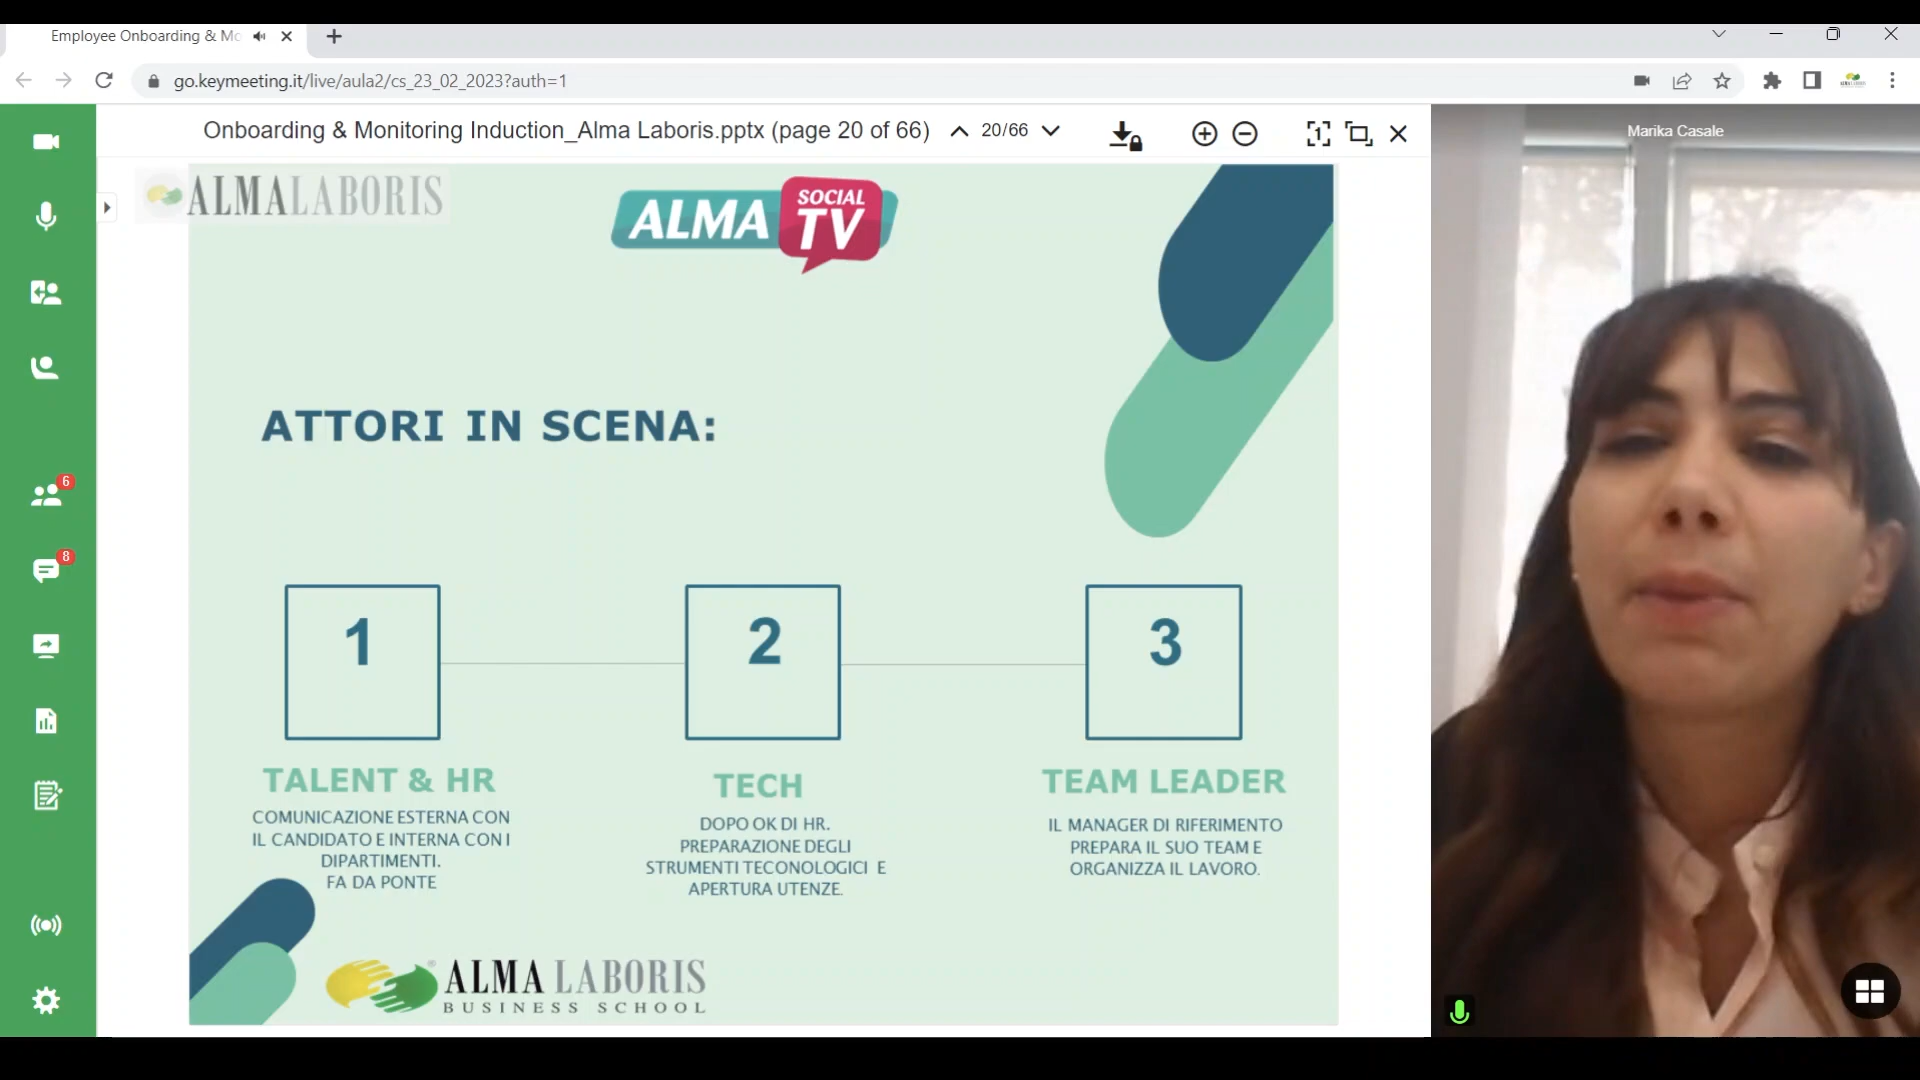 Employee Onboarding & Mo
go.keymeeting.it/live/aula2/cs_23_02_2023?auth=1
Onboarding & Monitoring Induction_Alma Laboris.pptx (page 20 of 66)
20/66
Marika Casale
ALMALABORIS
ALMA SOCIAL TV
ATTORI IN SCENA:
1
2
3
TALENT & HR
COMUNICAZIONE ESTERNA CON
IL CANDIDATO E INTERNA CON I
DIPARTIMENTI.
FA DA PONTE
TECH
DOPO OK DI HR.
PREPARAZIONE DEGLI
STRUMENTI TECONOLOGICI E
APERTURA UTENZE.
TEAM LEADER
IL MANAGER DI RIFERIMENTO
PREPARA IL SUO TEAM E
ORGANIZZA IL LAVORO.
6
8
ALMA LABORIS
BUSINESS SCHOOL